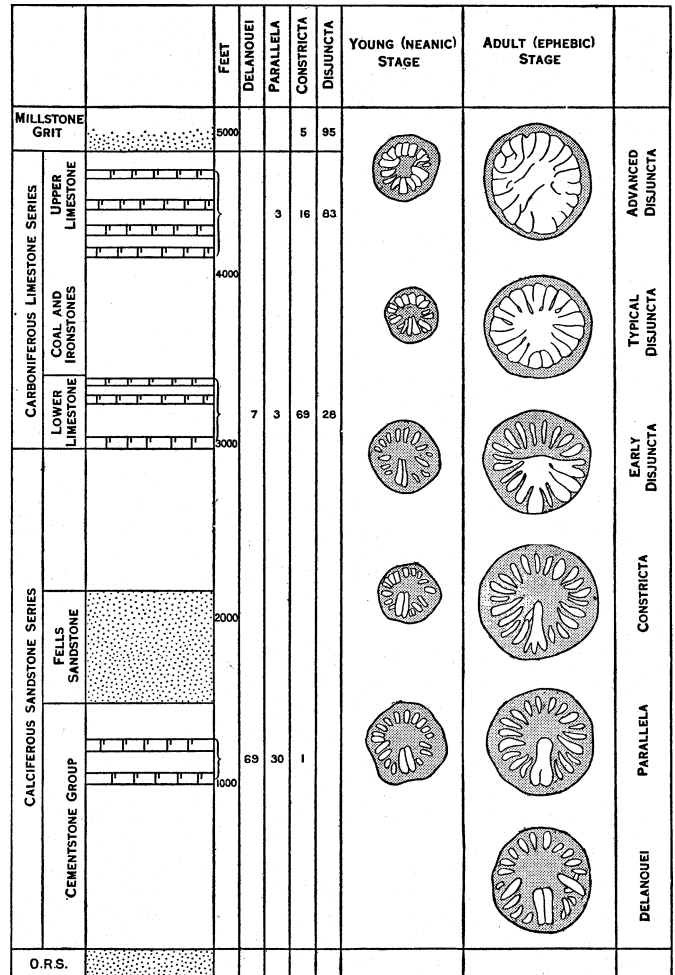 FEET
DELANOUEI
PARALLELA
CONSTRICTA
DISJUNCTA
YOUNG (NEANIC)
STAGE
ADULT (EPHEBIC)
STAGE
MILLSTONE
GRIT
5000
5
95
ADVANCED
DISJUNCTA
CARBONIFEROUS LIMESTONE SERIES
UPPER
LIMESTONE
3
16
83
4000
COAL AND
IRONSTONES
TYPICAL
DISJUNCTA
LOWER
LIMESTONE
7
3
69
28
3000
EARLY
DISJUNCTA
CALCIFEROUS SANDSTONE SERIES
FELLS
SANDSTONE
2000
CONSTRICTA
CEMENTSTONE GROUP
69
30
1
1000
PARALLELA
DELANOUEI
O.R.S.